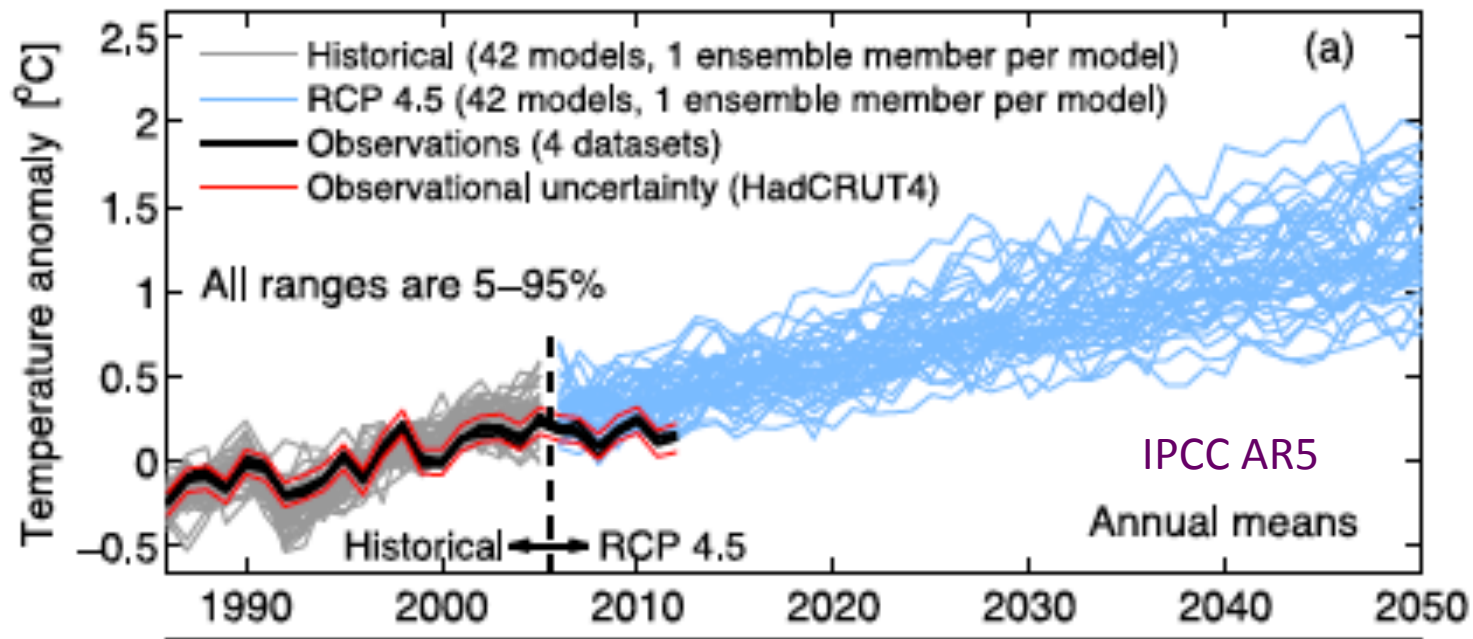 Temperature anomaly [°C]
2.5
2
1.5
1
0.5
0
−0.5
Historical (42 models, 1 ensemble member per model)
(a)
RCP 4.5 (42 models, 1 ensemble member per model)
Observations (4 datasets)
Observational uncertainty (HadCRUT4)
All ranges are 5–95%
IPCC AR5
Annual means
Historical
RCP 4.5
1990 2000 2010 2020 2030 2040 2050